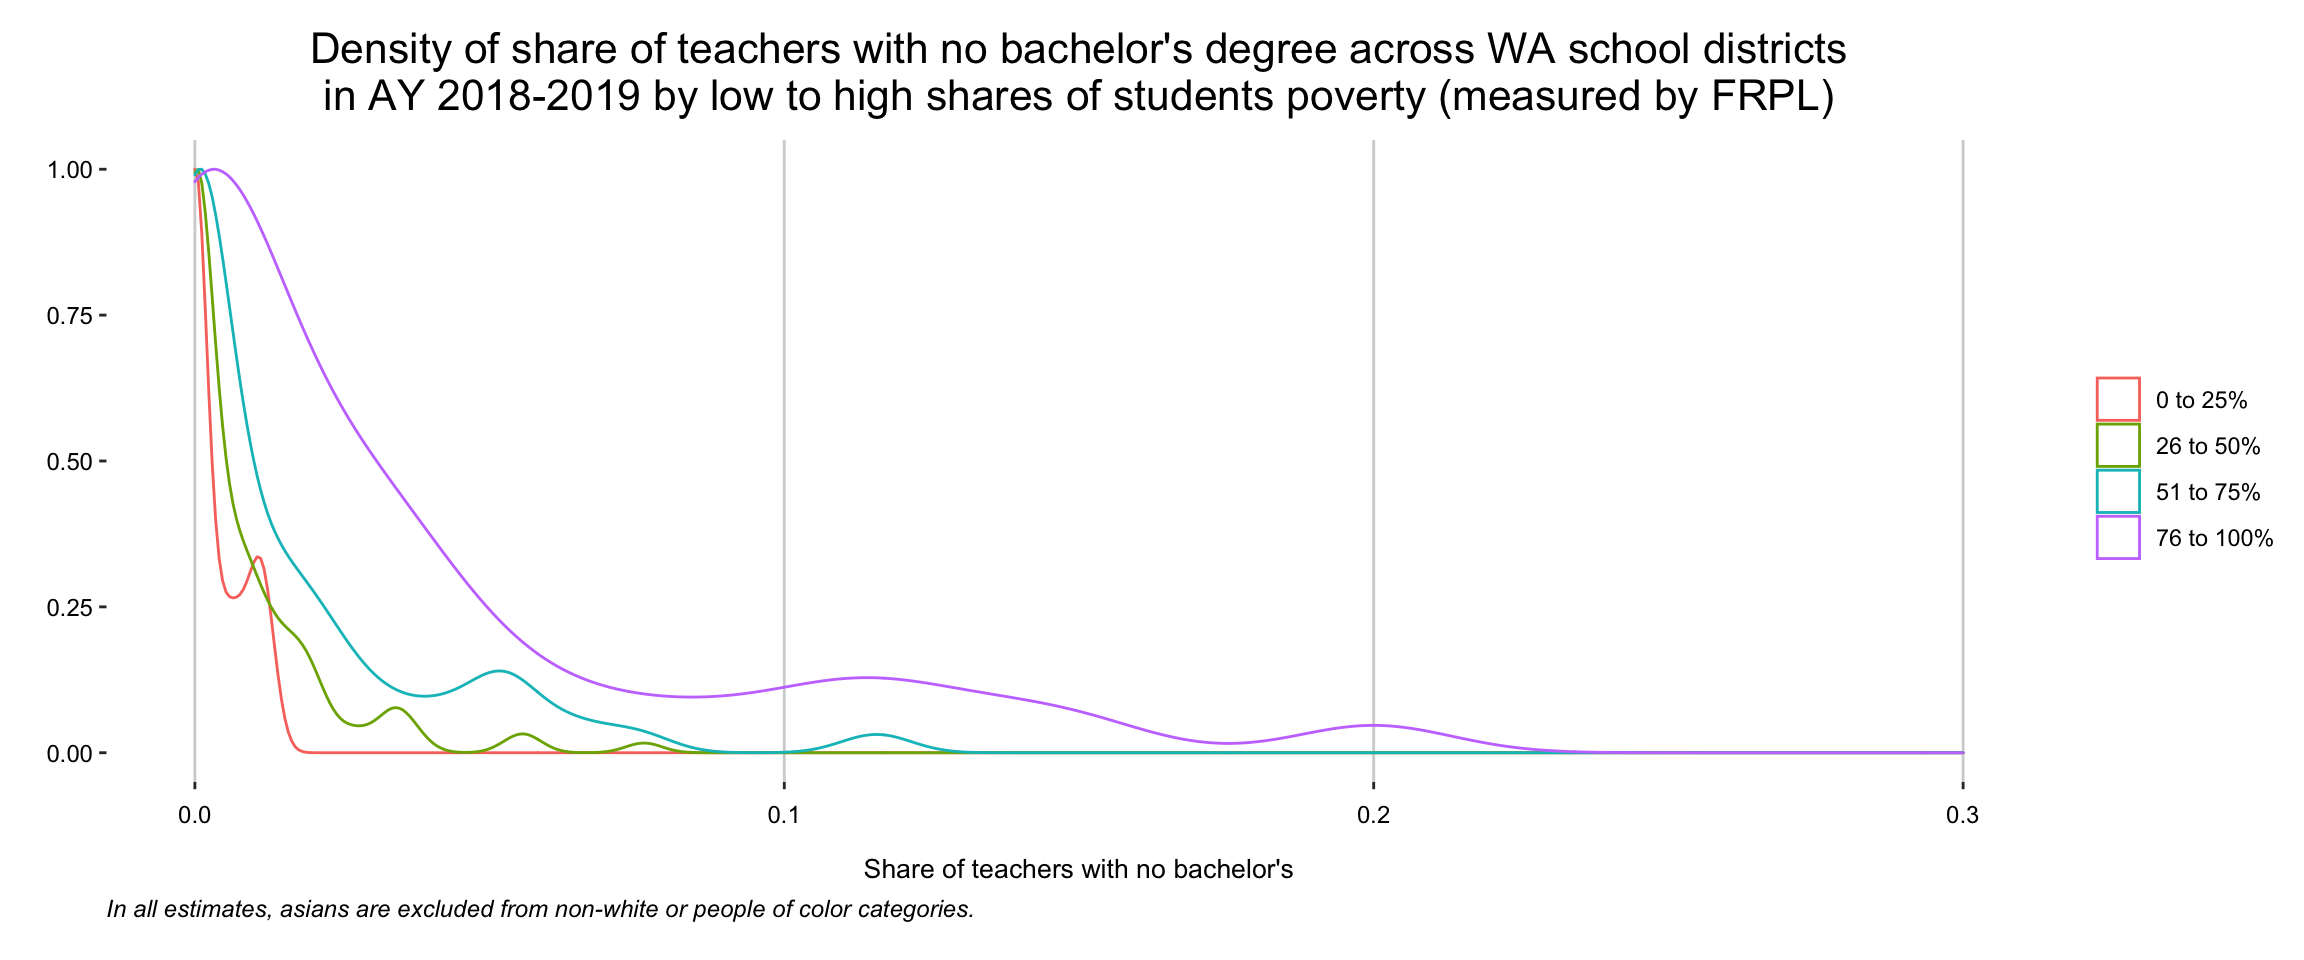 Density of share of teachers with no bachelor's degree across WA school districts
in AY 2018-2019 by low to high shares of students poverty (measured by FRPL)
1.00
0.75
0.50
0.25
0.00
0.0
0.1
0.2
0.3
Share of teachers with no bachelor's
In all estimates, asians are excluded from non-white or people of color categories.
0 to 25%
26 to 50%
51 to 75%
76 to 100%